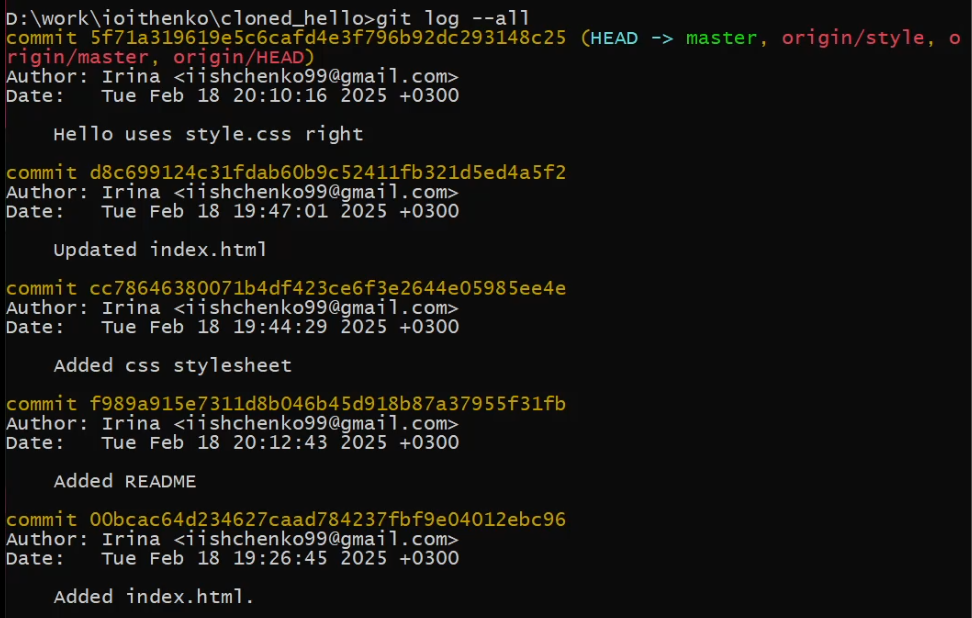 D:\work\ioithenko\cloned_hello>git log --all
commit 5f71a319619e5c6cafd4e3f796b92dc293148c25 (HEAD -> master, origin/style, o
rigin/master, origin/HEAD)
Author: Irina <iishchenko99@gmail.com>
Date:   Tue Feb 18 20:10:16 2025 +0300
Hello uses style.css right
commit d8c699124c31fdab60b9c52411fb321d5ed4a5f2
Author: Irina <iishchenko99@gmail.com>
Date:   Tue Feb 18 19:47:01 2025 +0300
Updated index.html
commit cc78646380071b4df423ce6f3e2644e05985ee4e
Author: Irina <iishchenko99@gmail.com>
Date:   Tue Feb 18 19:44:29 2025 +0300
Added css stylesheet
commit f989a915e7311d8b046b45d918b87a37955f31fb
Author: Irina <iishchenko99@gmail.com>
Date:   Tue Feb 18 20:12:43 2025 +0300
Added README
commit 00bcac64d234627caad784237fbf9e04012ebc96
Author: Irina <iishchenko99@gmail.com>
Date:   Tue Feb 18 19:26:45 2025 +0300
Added index.html.